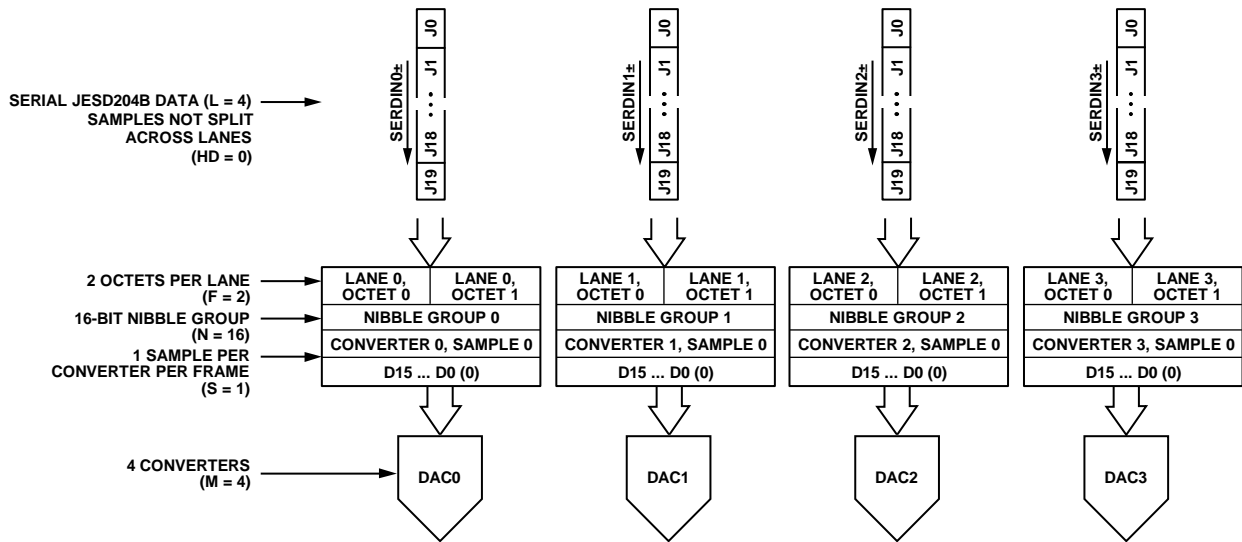 SERIAL JESD204B DATA (L = 4)
SAMPLES NOT SPLIT
ACROSS LANES
(HD = 0)
SERDIN0±
J0
J1
...
J18
J19
SERDIN1±
J0
J1
...
J18
J19
SERDIN2±
J0
J1
...
J18
J19
SERDIN3±
J0
J1
...
J18
J19
2 OCTETS PER LANE
(F = 2)
16-BIT NIBBLE GROUP
(N = 16)
1 SAMPLE PER
CONVERTER PER FRAME
(S = 1)
LANE 0,
OCTET 0
LANE 0,
OCTET 1
NIBBLE GROUP 0
CONVERTER 0, SAMPLE 0
D15 ... D0 (0)
LANE 1,
OCTET 0
LANE 1,
OCTET 1
NIBBLE GROUP 1
CONVERTER 1, SAMPLE 0
D15 ... D0 (0)
LANE 2,
OCTET 0
LANE 2,
OCTET 1
NIBBLE GROUP 2
CONVERTER 2, SAMPLE 0
D15 ... D0 (0)
LANE 3,
OCTET 0
LANE 3,
OCTET 1
NIBBLE GROUP 3
CONVERTER 3, SAMPLE 0
D15 ... D0 (0)
4 CONVERTERS
(M = 4)
DAC0
DAC1
DAC2
DAC3